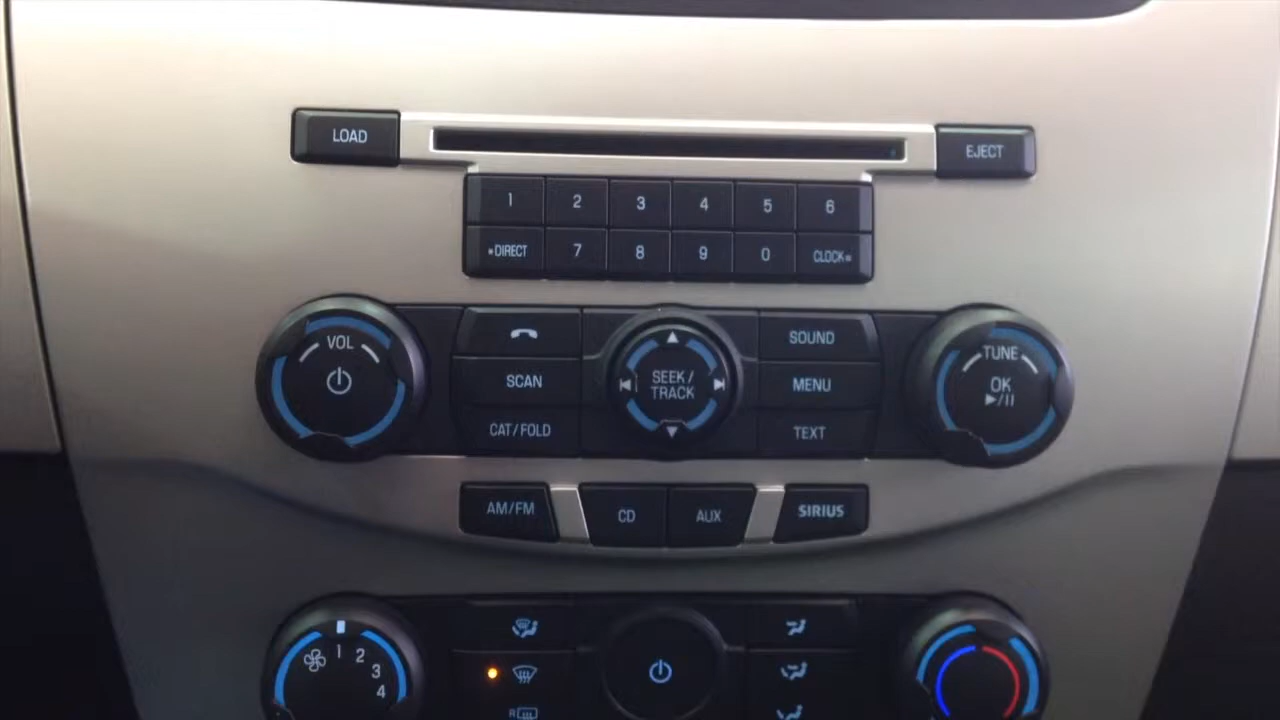 LOAD
EJECT
1 2 3 4 5 6
DIRECT 7 8 9 0 CLOCK
VOL
SCAN
CAT/FOLD
SEEK/
TRACK
SOUND
MENU
TEXT
TUNE
OK
AM/FM CD AUX SIRIUS
1 2 3 4
R